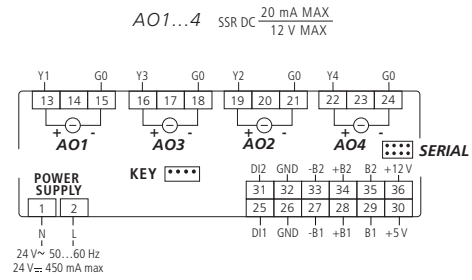 AO1...4 SSR DC 20 mA MAX
12 V MAX
Y1 G0 Y3 G0 Y2 G0 Y4 G0
13 14 15 16 17 18 19 20 21 22 23 24
+ - + - + - + -
AO1 AO3 AO2 AO4
SERIAL
KEY
POWER
SUPPLY
DI2 GND -B2 +B2 B2 +12 V
31 32 33 34 35 36
1 2 25 26 27 28 29 30
N L DI1 GND -B1 +B1 B1 +5 V
24 V~ 50...60 Hz
24 V⎓ 450 mA max